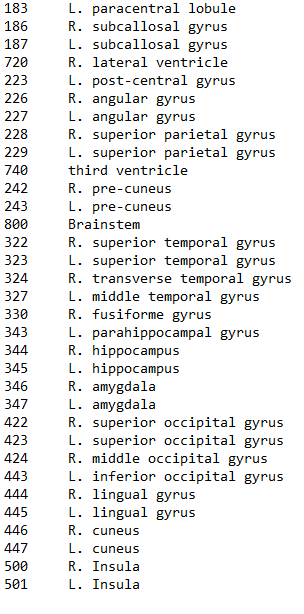 183 L. paracentral lobule
186 R. subcallosal gyrus
187 L. subcallosal gyrus
720 R. lateral ventricle
223 L. post-central gyrus
226 R. angular gyrus
227 L. angular gyrus
228 R. superior parietal gyrus
229 L. superior parietal gyrus
740 third ventricle
242 R. pre-cuneus
243 L. pre-cuneus
800 Brainstem
322 R. superior temporal gyrus
323 L. superior temporal gyrus
324 R. transverse temporal gyrus
327 L. middle temporal gyrus
330 R. fusiforme gyrus
343 L. parahippocampal gyrus
344 R. hippocampus
345 L. hippocampus
346 R. amygdala
347 L. amygdala
422 R. superior occipital gyrus
423 L. superior occipital gyrus
424 R. middle occipital gyrus
443 L. inferior occipital gyrus
444 R. lingual gyrus
445 L. lingual gyrus
446 R. cuneus
447 L. cuneus
500 R. Insula
501 L. Insula